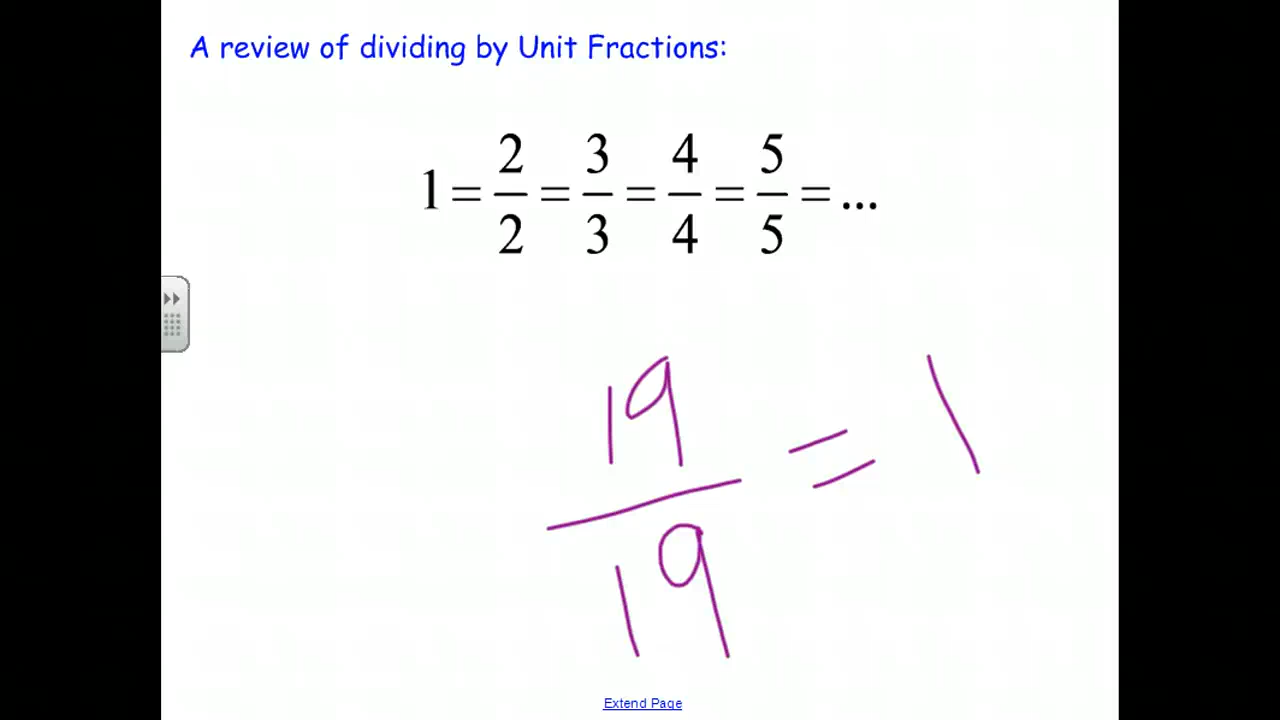 A review of dividing by Unit Fractions:
1 = 2/2 = 3/3 = 4/4 = 5/5 = ...
19/19 = 1
Extend Page